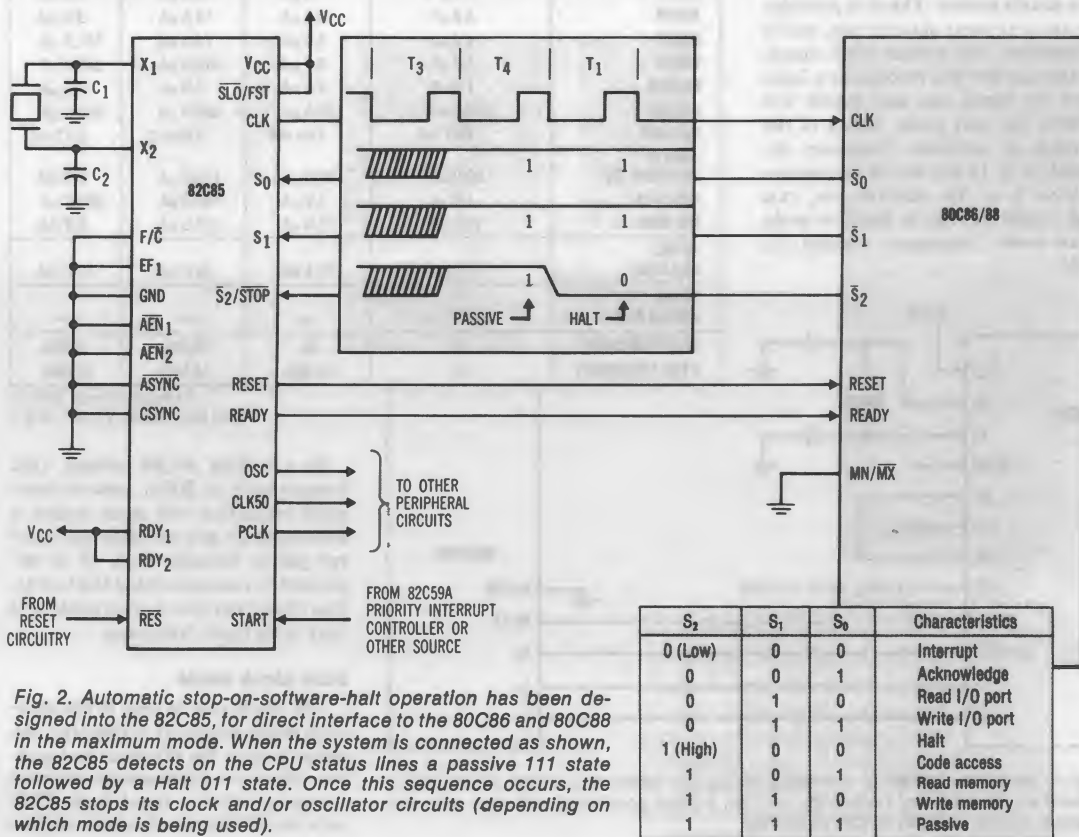 VCC
X1
VCC
SLO/FST
CLK
C1
X2
C2
82C85
S0
S1
S2/STOP
F/C
EF1
GND
AEN1
AEN2
ASYNC
CSYNC
RESET
READY
OSC
CLK50
PCLK
VCC
RDY1
RDY2
FROM
RESET
CIRCUITRY
RES
START
T3 T4 T1
1 1
1 1
1 0
PASSIVE HALT
TO OTHER
PERIPHERAL
CIRCUITS
FROM 82C59A
PRIORITY INTERRUPT
CONTROLLER OR
OTHER SOURCE
CLK
S0
80C86/88
S1
S2
RESET
READY
MN/MX
S2 S1 S0 Characteristics
0 (Low) 0 0 Interrupt
0 0 1 Acknowledge
0 1 0 Read I/O port
0 1 1 Write I/O port
1 (High) 0 0 Halt
1 0 1 Code access
Read memory
1 1 0 Write memory
1 1 1 Passive
Fig. 2. Automatic stop-on-software-halt operation has been de-
signed into the 82C85, for direct interface to the 80C86 and 80C88
in the maximum mode. When the system is connected as shown,
the 82C85 detects on the CPU status lines a passive 111 state
followed by a Halt 011 state. Once this sequence occurs, the
82C85 stops its clock and/or oscillator circuits (depending on
which mode is being used).